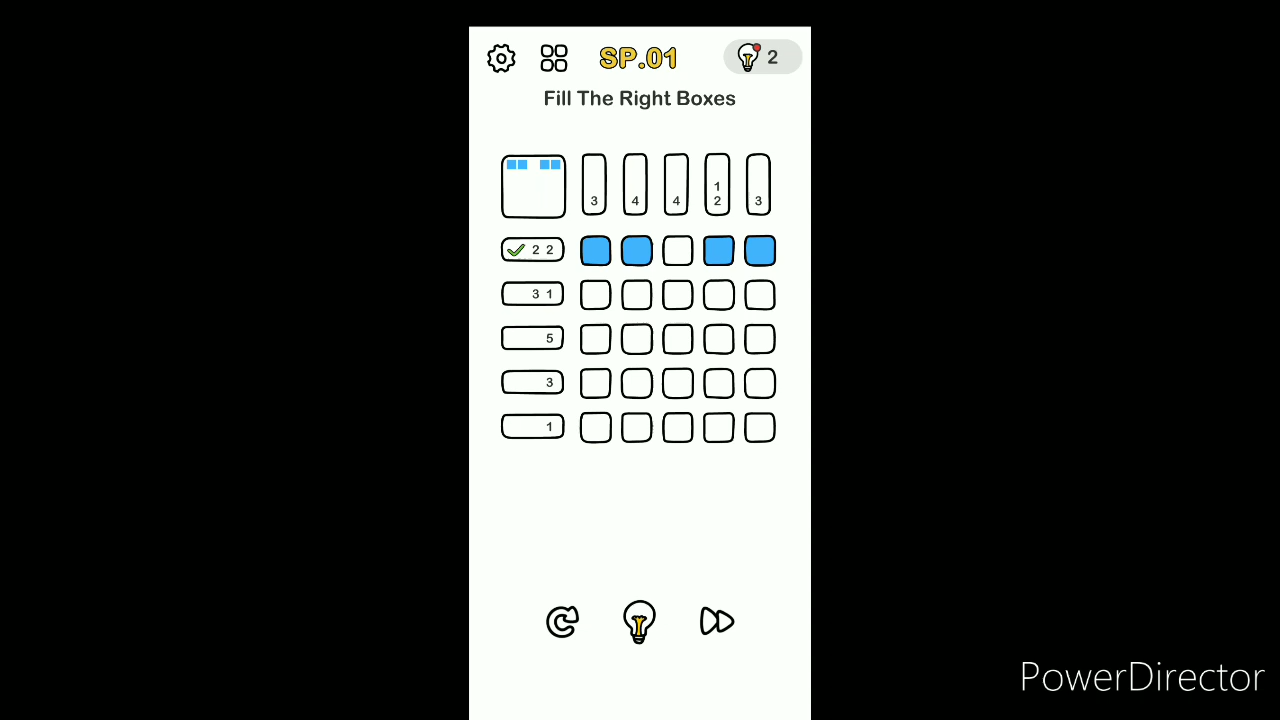 SP.01
2
Fill The Right Boxes
3 4 4 1 3
2
2 2
3 1
5
3
1
PowerDirector